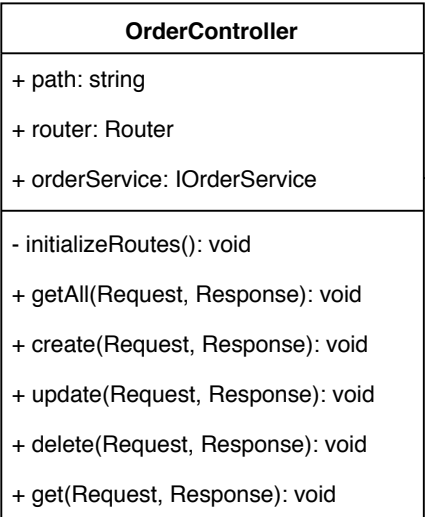 OrderController
+ path: string
+ router: Router
+ orderService: IOrderService
- initializeRoutes(): void
+ getAll(Request, Response): void
+ create(Request, Response): void
+ update(Request, Response): void
+ delete(Request, Response): void
+ get(Request, Response): void